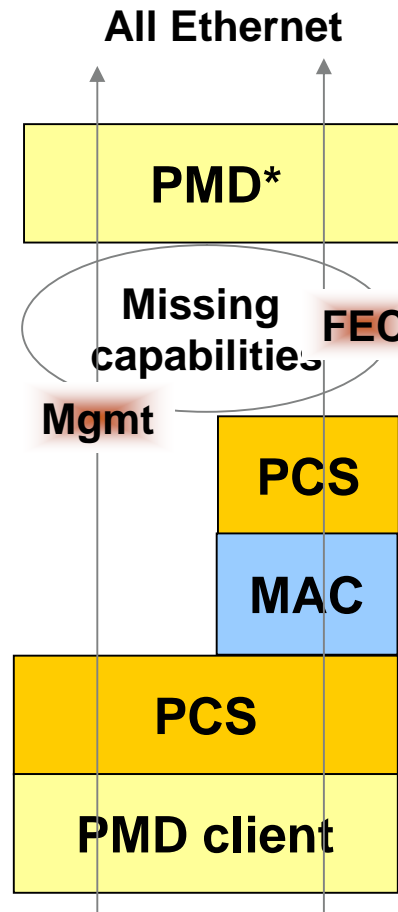 All Ethernet
PMD*
Missing
capabilities
FEC
Mgmt
PCS
MAC
PCS
PMD client